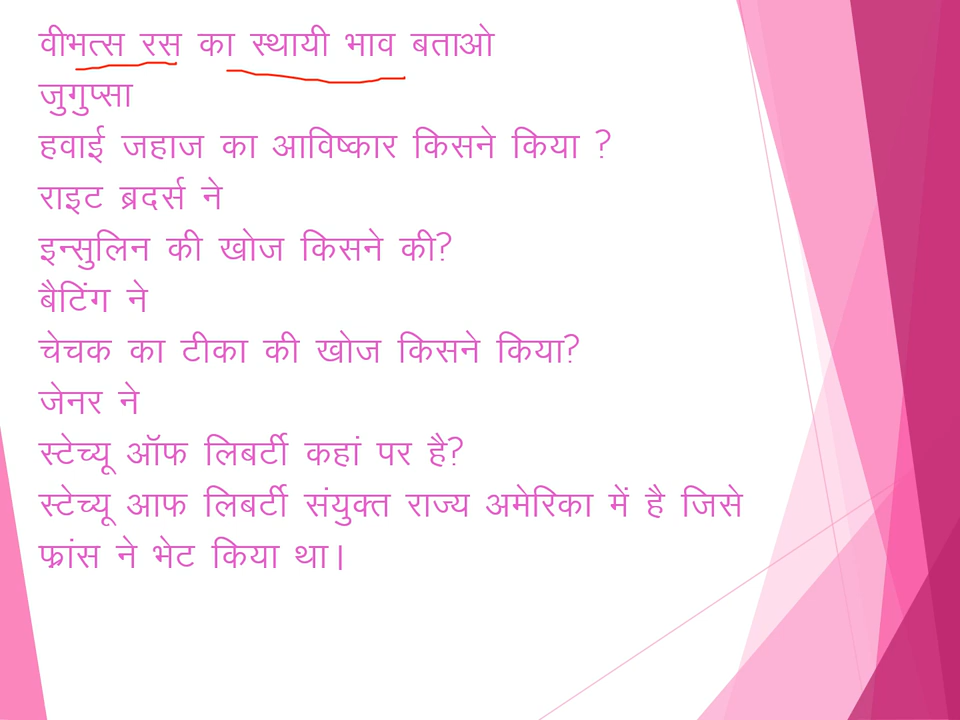 वीभत्स रस का स्थायी भाव बताओ
जुगुप्सा
हवाई जहाज का आविष्कार किसने किया ?
राइट ब्रदर्स ने
इन्सुलिन की खोज किसने की?
बैटिंग ने
चेचक का टीका की खोज किसने किया?
जेनर ने
स्टेच्यू ऑफ लिबर्टी कहां पर है?
स्टेच्यू आफ लिबर्टी संयुक्त राज्य अमेरिका में है जिसे
फ्रांस ने भेट किया था।